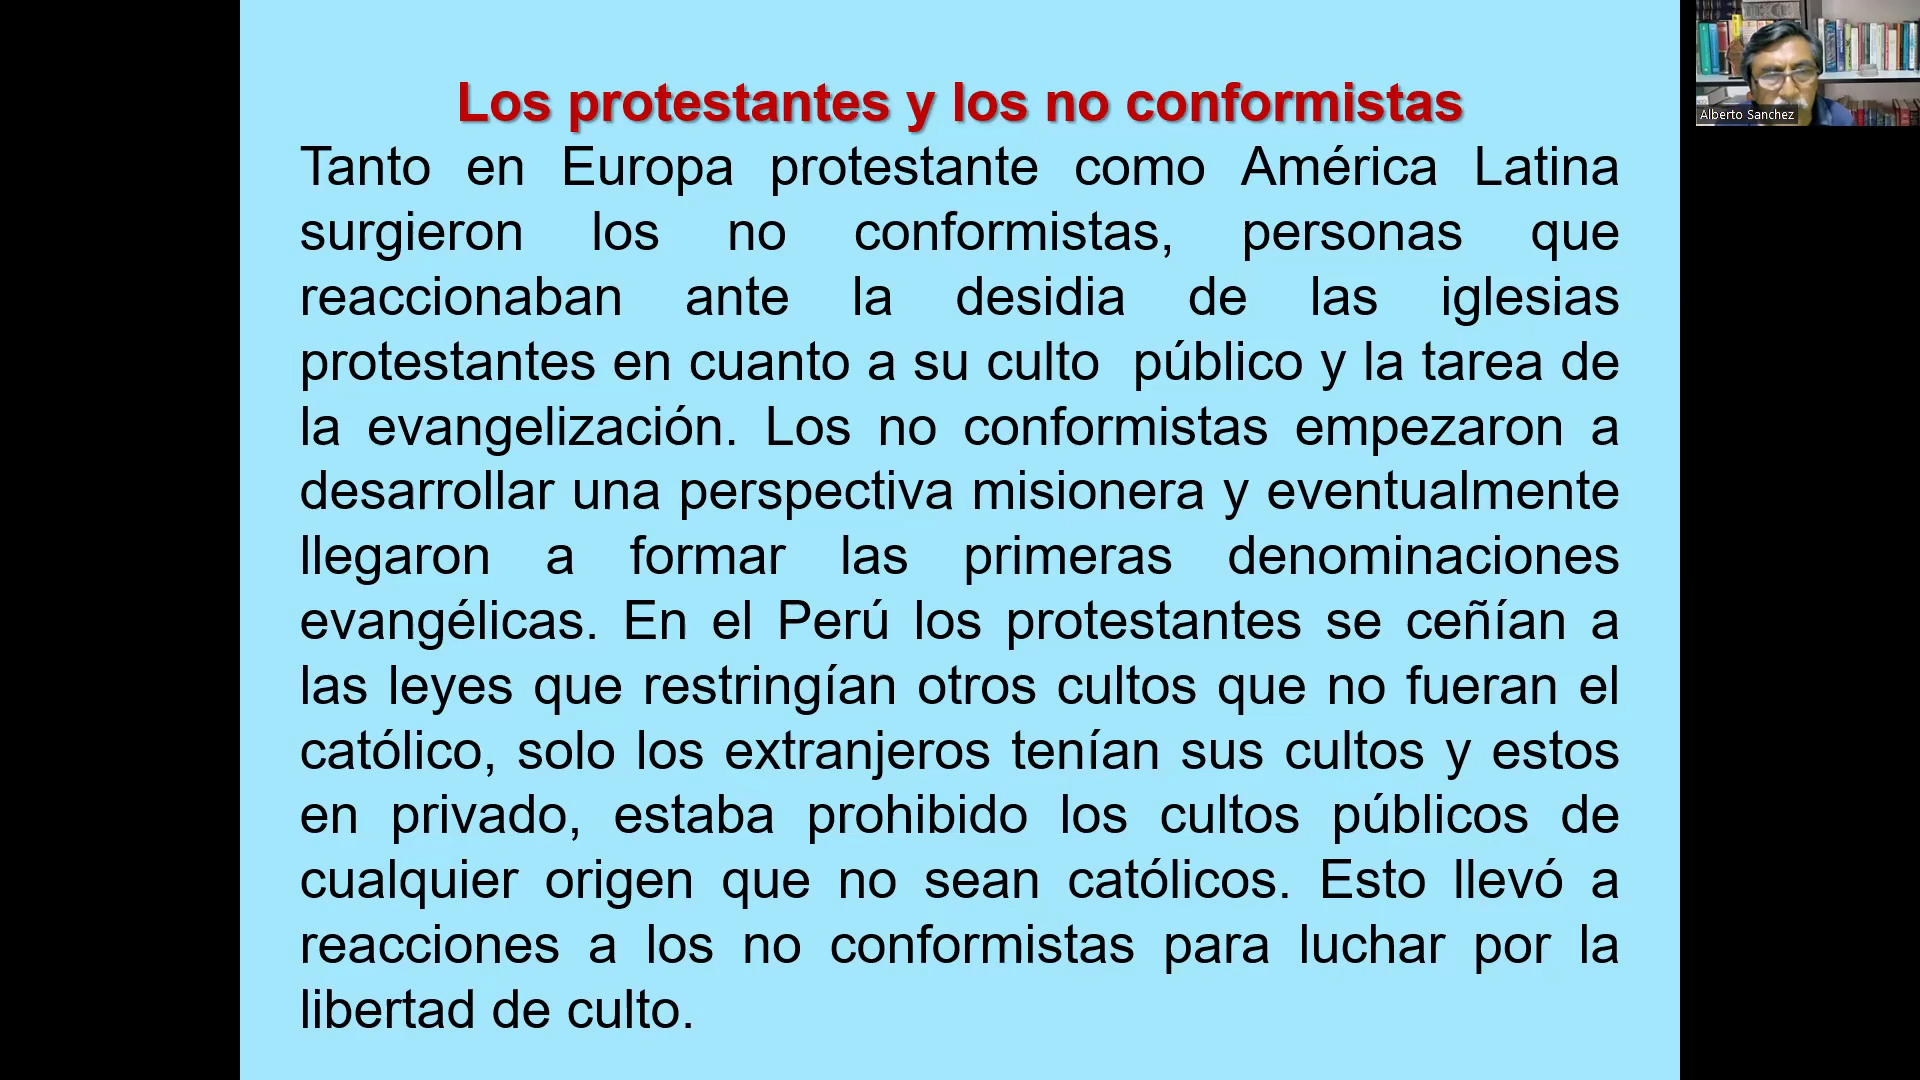 Los protestantes y los no conformistas
Tanto en Europa protestante como América Latina
surgieron los no conformistas, personas que
reaccionaban ante la desidia de las iglesias
protestantes en cuanto a su culto  público y la tarea de
la evangelización. Los no conformistas empezaron a
desarrollar una perspectiva misionera y eventualmente
llegaron a formar las primeras denominaciones
evangélicas. En el Perú los protestantes se ceñían a
las leyes que restringían otros cultos que no fueran el
católico, solo los extranjeros tenían sus cultos y estos
en privado, estaba prohibido los cultos públicos de
cualquier origen que no sean católicos. Esto llevó a
reacciones a los no conformistas para luchar por la
libertad de culto.
Alberto Sanchez